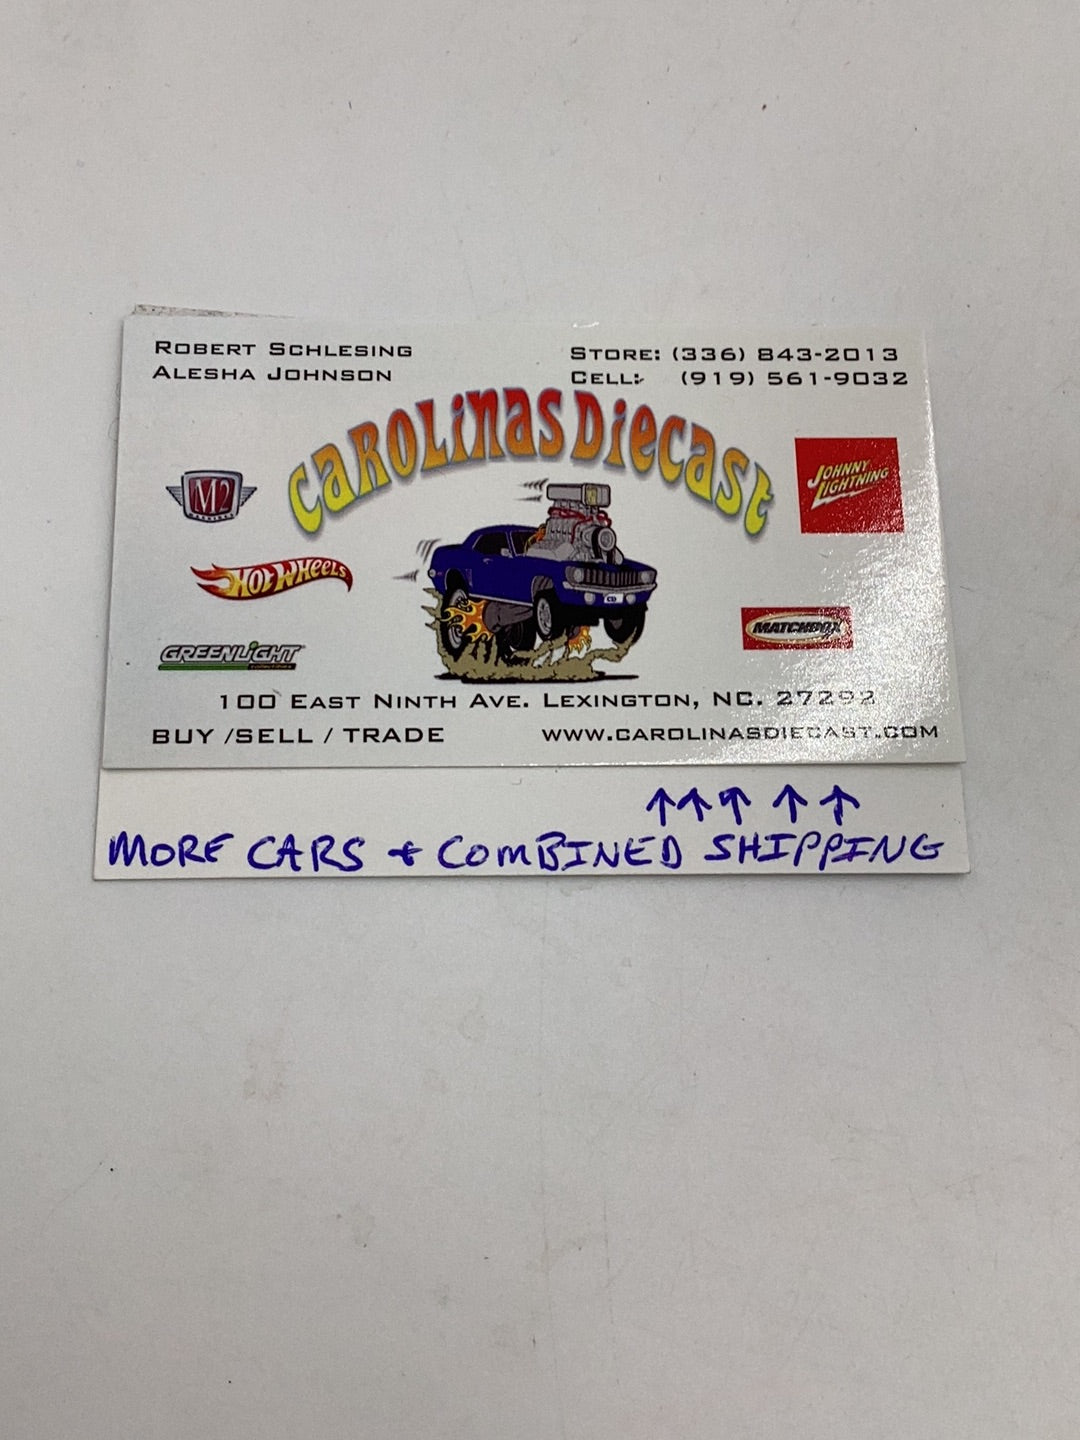 ROBERT SCHLESING
ALESHA JOHNSON
STORE: (336) 843-2013
CELL: (919) 561-9032
CAROLINAS DIECAST
M2
MACHINES
JOHNNY
LIGHTNING
HOT WHEELS
MATCHBOX
GREENLIGHT
COLLECTIBLES
100 EAST NINTH AVE. LEXINGTON, NC. 27292
BUY /SELL / TRADE
WWW.CAROLINASDIECAST.COM
↑↑↑↑↑
MORE CARS + COMBINED SHIPPING